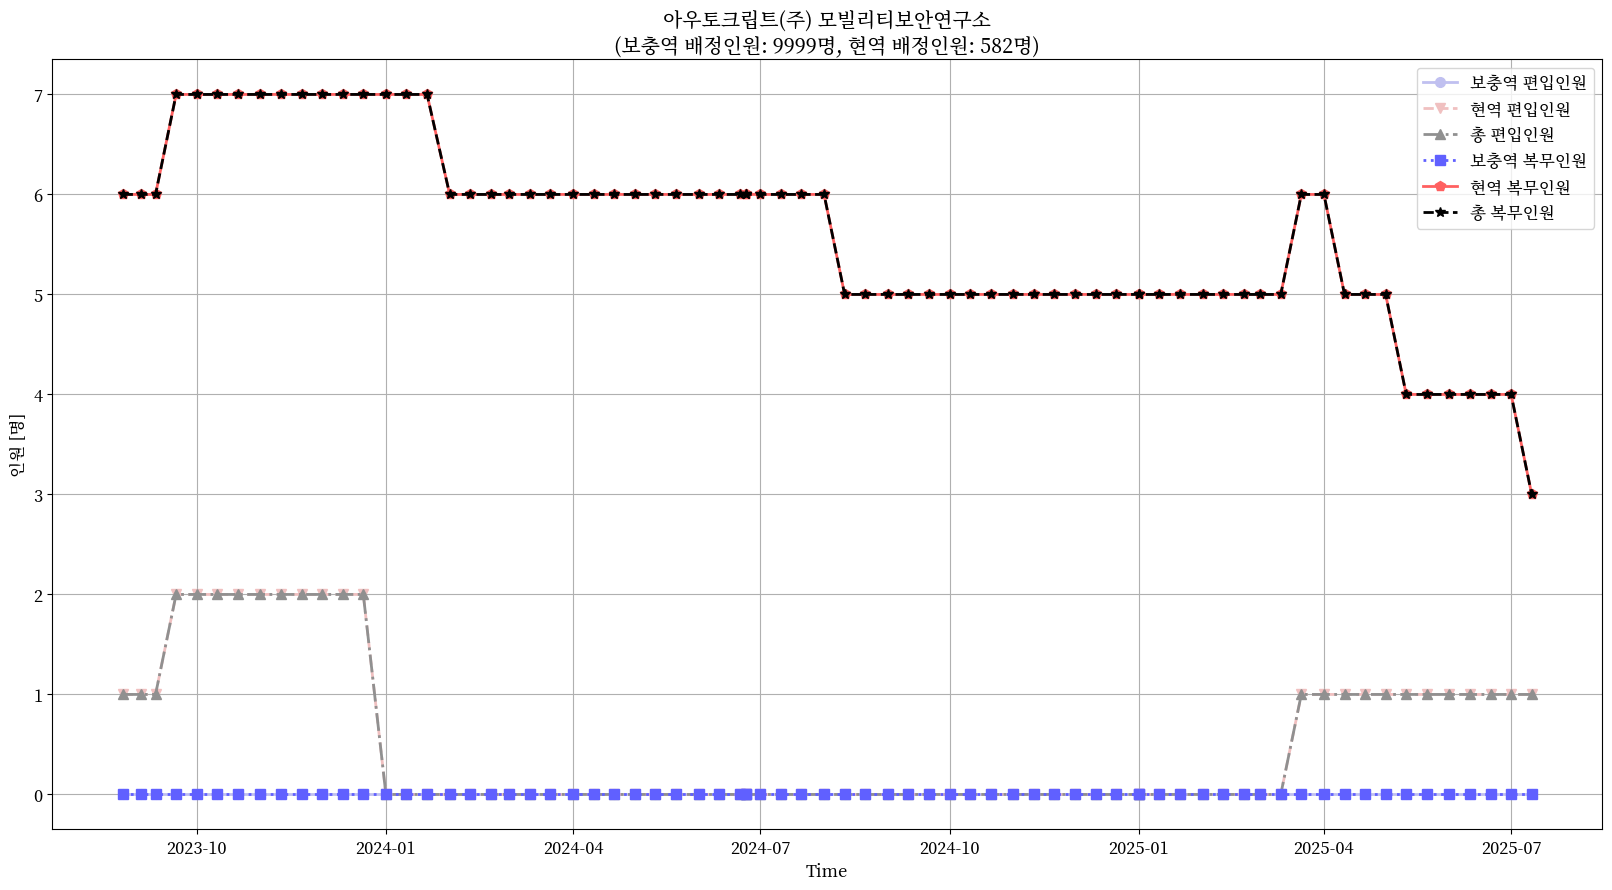 아우토크립트(주) 모빌리티보안연구소
(보충역 배정인원: 9999명, 현역 배정인원: 582명)
보충역 편입인원
현역 편입인원
총 편입인원
보충역 복무인원
현역 복무인원
총 복무인원
인원 [명]
7
6
5
4
3
2
1
0
2023-10
2024-01
2024-04
2024-07
2024-10
2025-01
2025-04
2025-07
Time